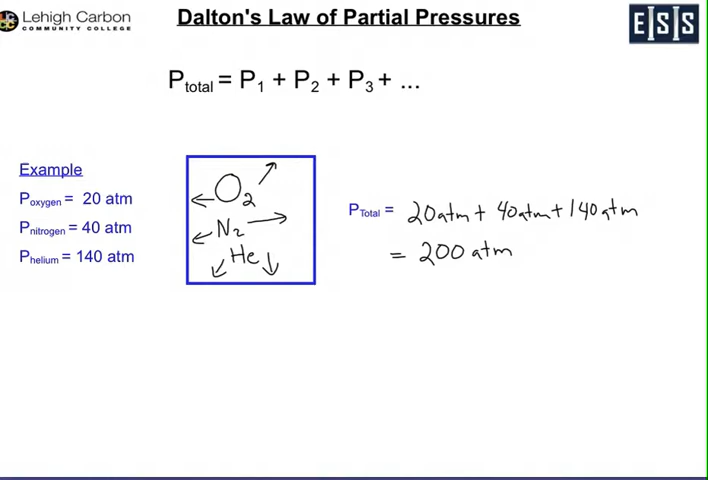 Lehigh Carbon
COMMUNITY COLLEGE
Dalton's Law of Partial Pressures
ESS
Ptotal = P1 + P2 + P3 + ...
Example
Poxygen = 20 atm
Pnitrogen = 40 atm
Phelium = 140 atm
O2
N2
He
PTotal = 20atm + 40atm + 140atm
= 200 atm